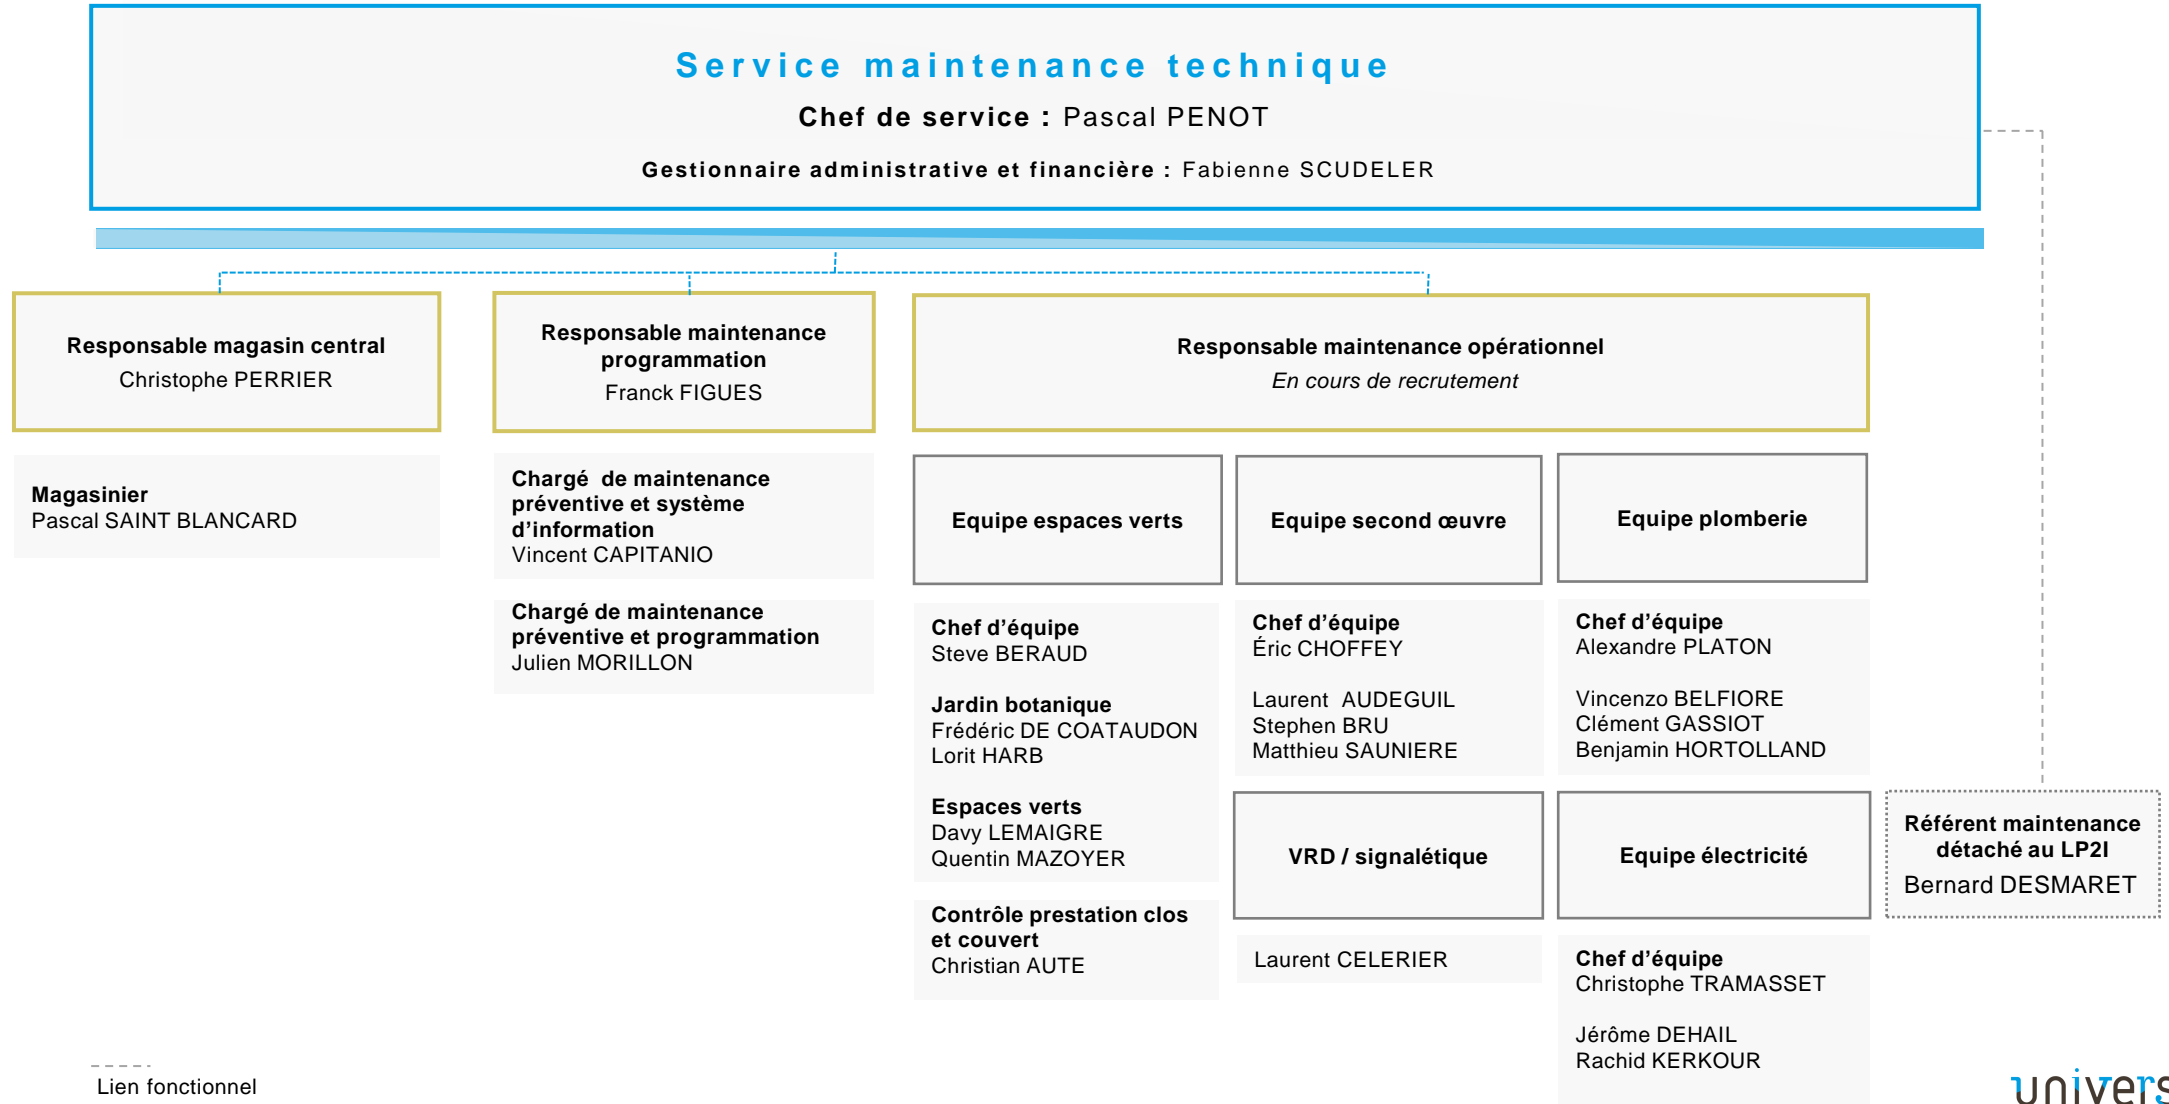 Service maintenance technique
Chef de service : Pascal PENOT
Gestionnaire administrative et financière : Fabienne SCUDELER
Responsable magasin central
Christophe PERRIER
Magasinier
Pascal SAINT BLANCARD
Responsable maintenance
programmation
Franck FIGUES
Chargé de maintenance
préventive et système
d’information
Vincent CAPITANIO
Chargé de maintenance
préventive et programmation
Julien MORILLON
Responsable maintenance opérationnel
En cours de recrutement
Equipe espaces verts
Chef d’équipe
Steve BERAUD
Jardin botanique
Frédéric DE COATAUDON
Lorit HARB
Espaces verts
Davy LEMAIGRE
Quentin MAZOYER
Contrôle prestation clos
et couvert
Christian AUTE
Equipe second œuvre
Chef d’équipe
Éric CHOFFEY
Laurent AUDEGUIL
Stephen BRU
Matthieu SAUNIERE
VRD / signalétique
Laurent CELERIER
Equipe plomberie
Chef d’équipe
Alexandre PLATON
Vincenzo BELFIORE
Clément GASSIOT
Benjamin HORTOLLAND
Equipe électricité
Chef d’équipe
Christophe TRAMASSET
Jérôme DEHAIL
Rachid KERKOUR
Référent maintenance
détaché au LP2I
Bernard DESMARET
Lien fonctionnel